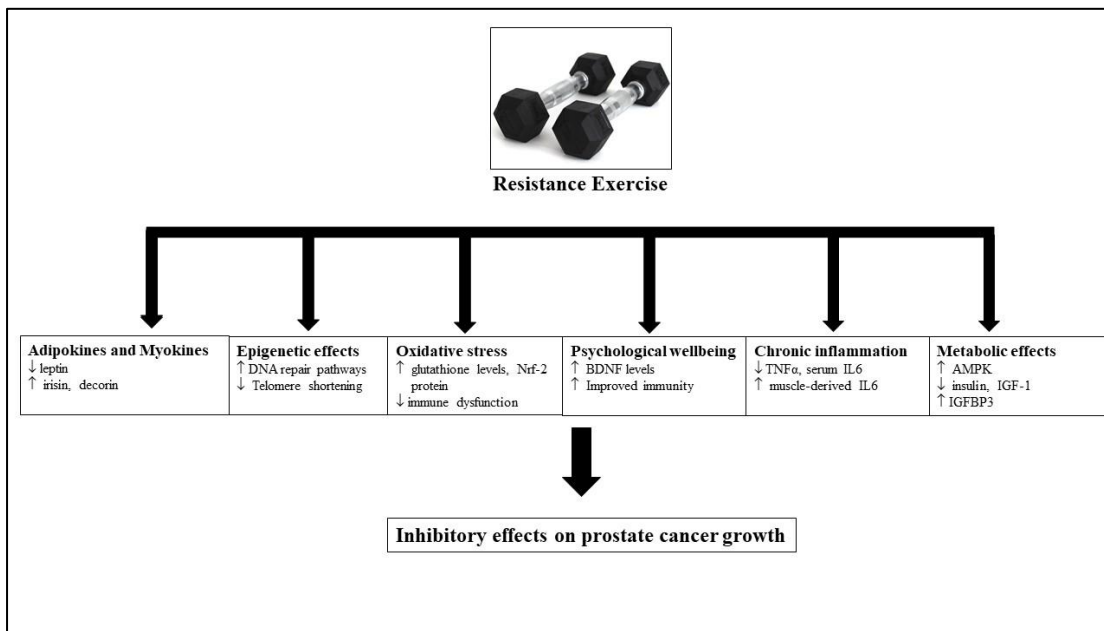 Resistance Exercise
Adipokines and Myokines
↓ leptin
↑ irisin, decorin
Epigenetic effects
↑ DNA repair pathways
↓ Telomere shortening
Oxidative stress
↑ glutathione levels, Nrf-2
protein
↓ immune dysfunction
Psychological wellbeing
↑ BDNF levels
↑ Improved immunity
Chronic inflammation
↓ TNFα, serum IL6
↑ muscle-derived IL6
Metabolic effects
↑ AMPK
↓ insulin, IGF-1
↑ IGFBP3
Inhibitory effects on prostate cancer growth